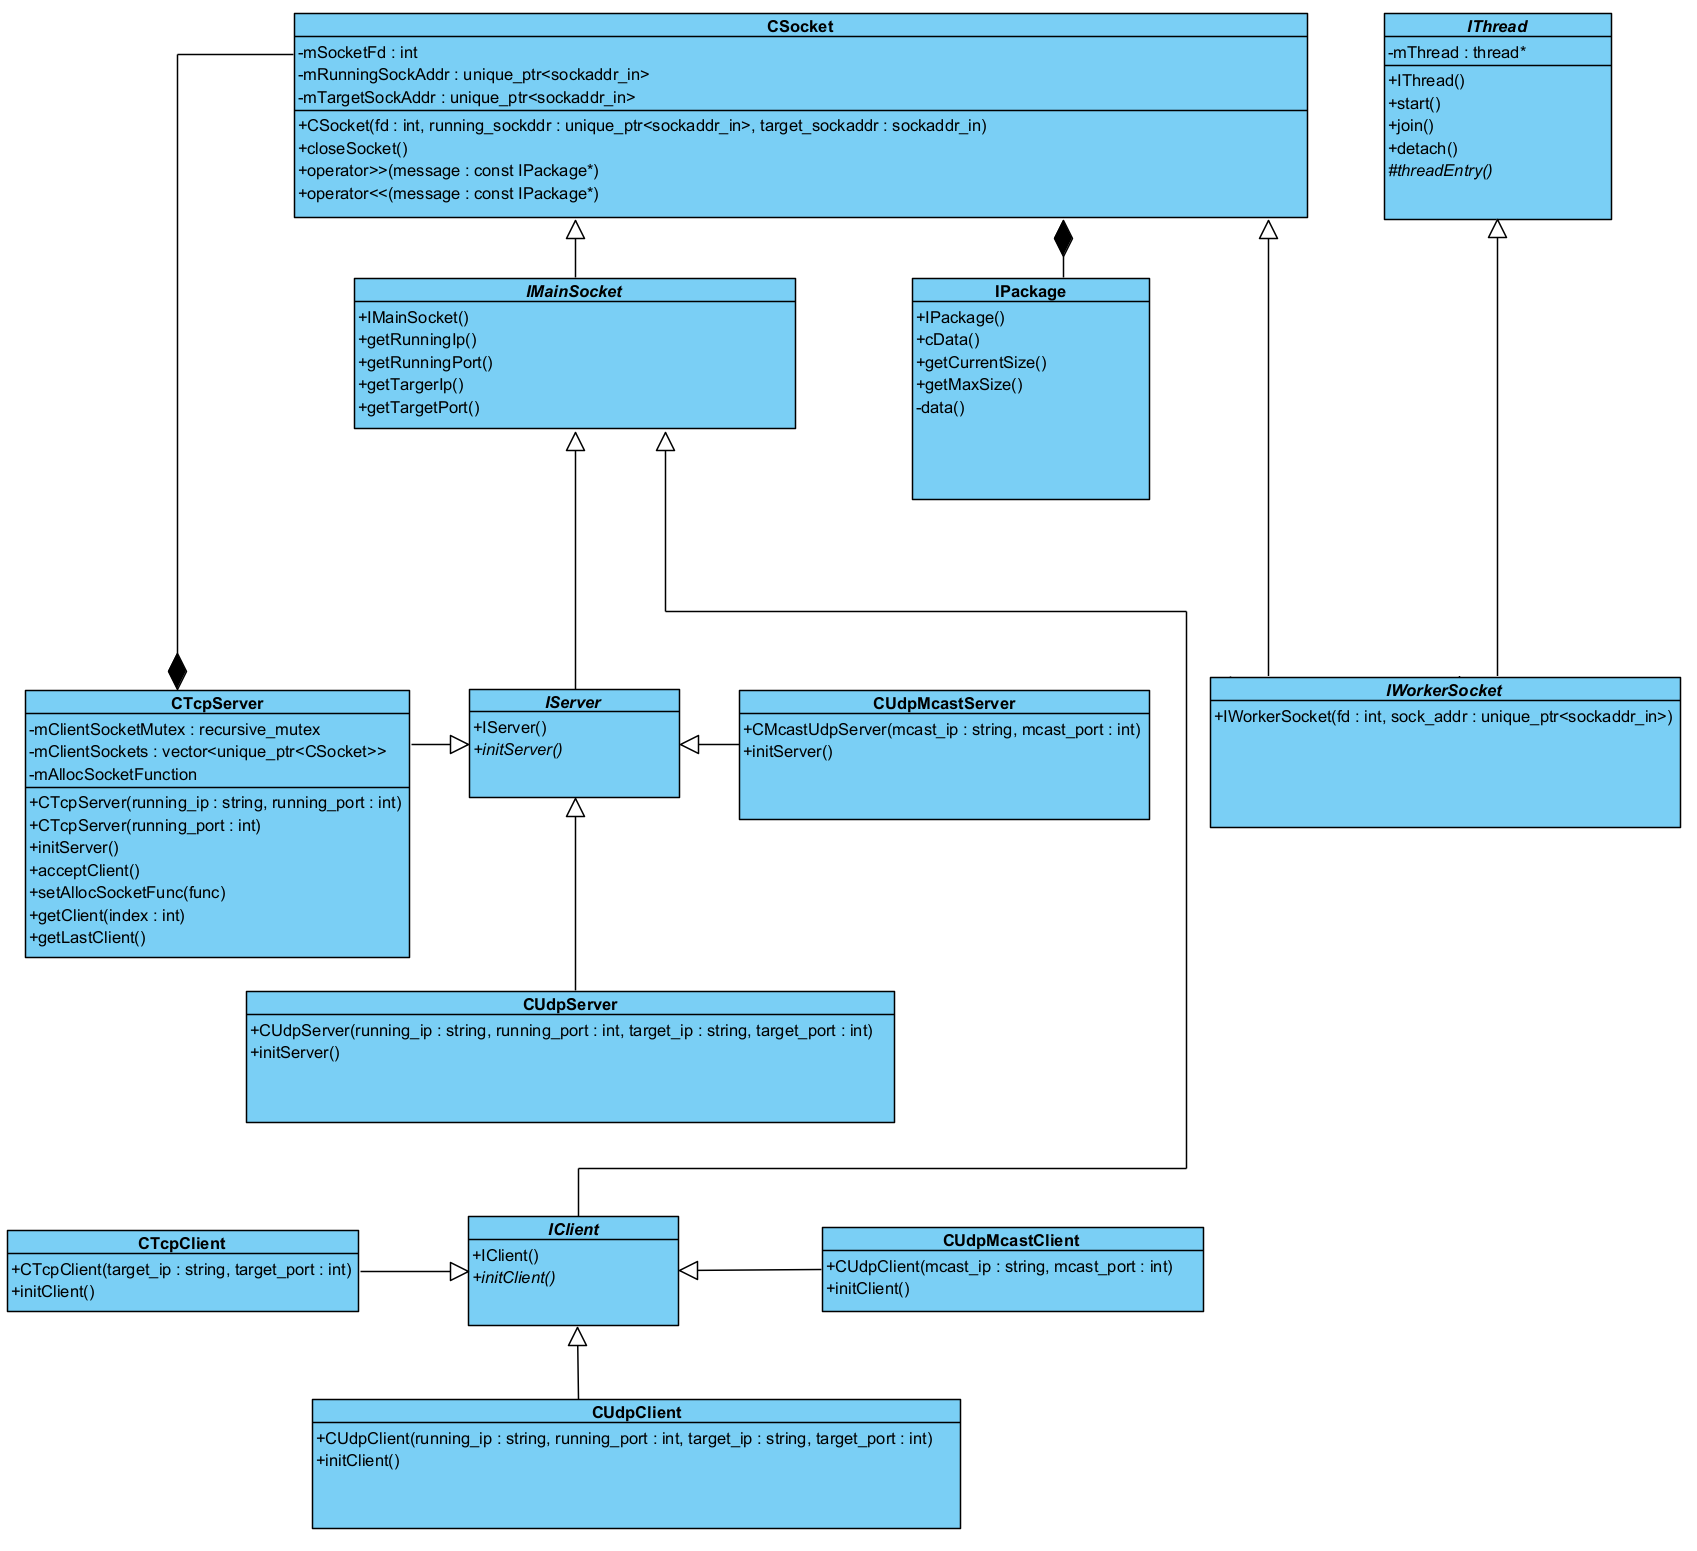 CSocket
-mSocketFd : int
-mRunningSockAddr : unique_ptr<sockaddr_in>
-mTargetSockAddr : unique_ptr<sockaddr_in>
+CSocket(fd : int, running_sockddr : unique_ptr<sockaddr_in>, target_sockaddr : sockaddr_in)
+closeSocket()
+operator>>(message : const IPackage*)
+operator<<(message : const IPackage*)
IThread
-mThread : thread*
+IThread()
+start()
+join()
+detach()
#threadEntry()
IMainSocket
+IMainSocket()
+getRunningIp()
+getRunningPort()
+getTargerIp()
+getTargetPort()
IPackage
+IPackage()
+cData()
+getCurrentSize()
+getMaxSize()
-data()
CTcpServer
-mClientSocketMutex : recursive_mutex
-mClientSockets : vector<unique_ptr<CSocket>>
-mAllocSocketFunction
+CTcpServer(running_ip : string, running_port : int)
+CTcpServer(running_port : int)
+initServer()
+acceptClient()
+setAllocSocketFunc(func)
+getClient(index : int)
+getLastClient()
IServer
+IServer()
+initServer()
CUdpMcastServer
+CMcastUdpServer(mcast_ip : string, mcast_port : int)
+initServer()
IWorkerSocket
+IWorkerSocket(fd : int, sock_addr : unique_ptr<sockaddr_in>)
CUdpServer
+CUdpServer(running_ip : string, running_port : int, target_ip : string, target_port : int)
+initServer()
CTcpClient
+CTcpClient(target_ip : string, target_port : int)
+initClient()
IClient
+IClient()
+initClient()
CUdpMcastClient
+CUdpClient(mcast_ip : string, mcast_port : int)
+initClient()
CUdpClient
+CUdpClient(running_ip : string, running_port : int, target_ip : string, target_port : int)
+initClient()